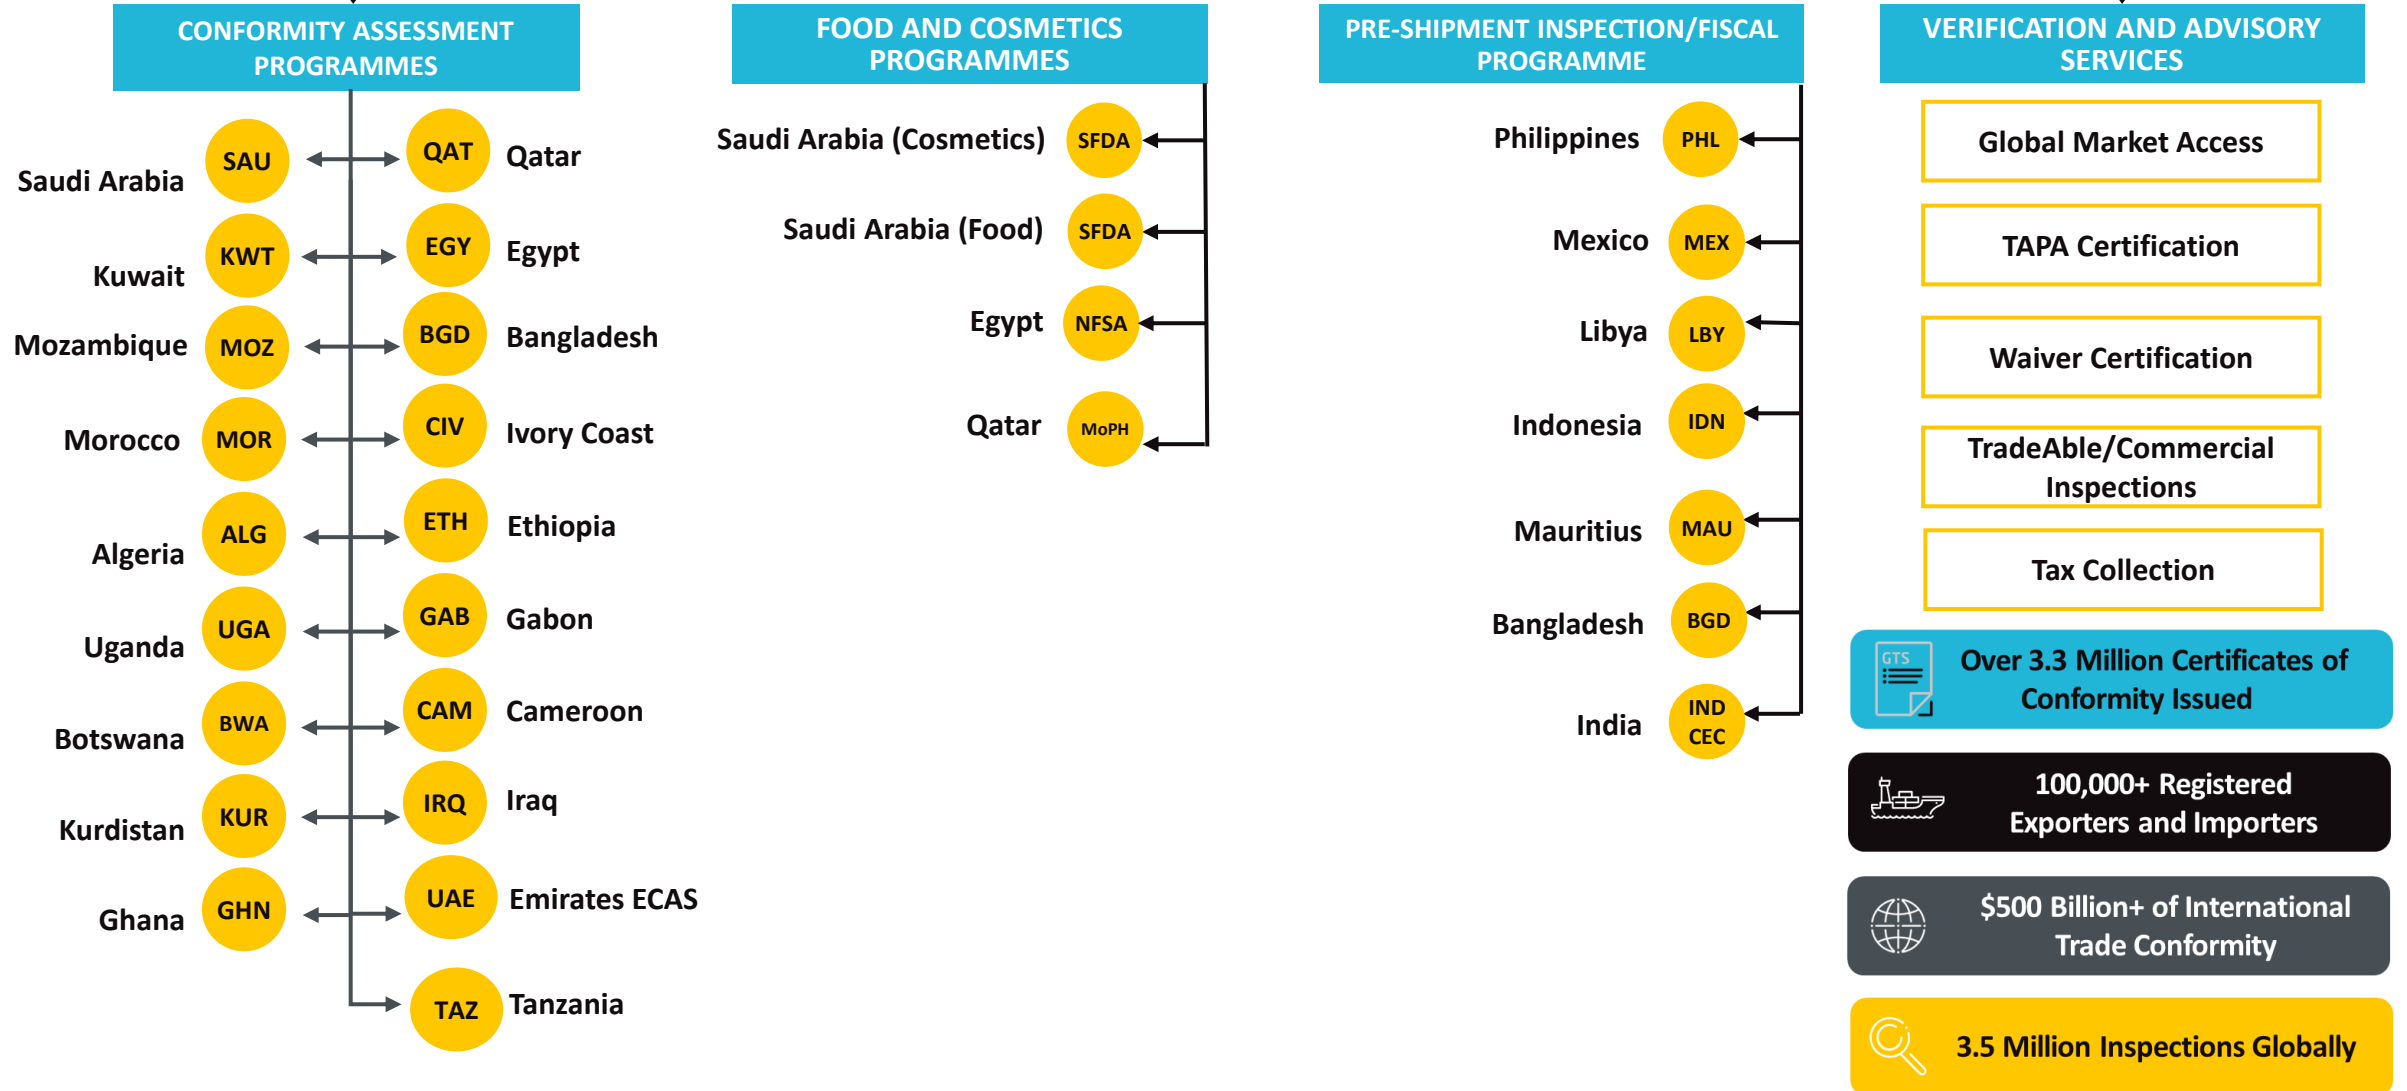 CONFORMITY ASSESSMENT
PROGRAMMES
Saudi Arabia
SAU
QAT
Qatar
Kuwait
KWT
EGY
Egypt
Mozambique
MOZ
BGD
Bangladesh
Morocco
MOR
CIV
Ivory Coast
Algeria
ALG
ETH
Ethiopia
Uganda
UGA
GAB
Gabon
Botswana
BWA
CAM
Cameroon
Kurdistan
KUR
IRQ
Iraq
Ghana
GHN
UAE
Emirates ECAS
TAZ
Tanzania
FOOD AND COSMETICS
PROGRAMMES
Saudi Arabia (Cosmetics)
SFDA
Saudi Arabia (Food)
SFDA
Egypt
NFSA
Qatar
MoPH
PRE-SHIPMENT INSPECTION/FISCAL
PROGRAMME
Philippines
PHL
Mexico
MEX
Libya
LBY
Indonesia
IDN
Mauritius
MAU
Bangladesh
BGD
India
IND
CEC
VERIFICATION AND ADVISORY
SERVICES
Global Market Access
TAPA Certification
Waiver Certification
TradeAble/Commercial
Inspections
Tax Collection
GTS
Over 3.3 Million Certificates of
Conformity Issued
100,000+ Registered
Exporters and Importers
$500 Billion+ of International
Trade Conformity
3.5 Million Inspections Globally